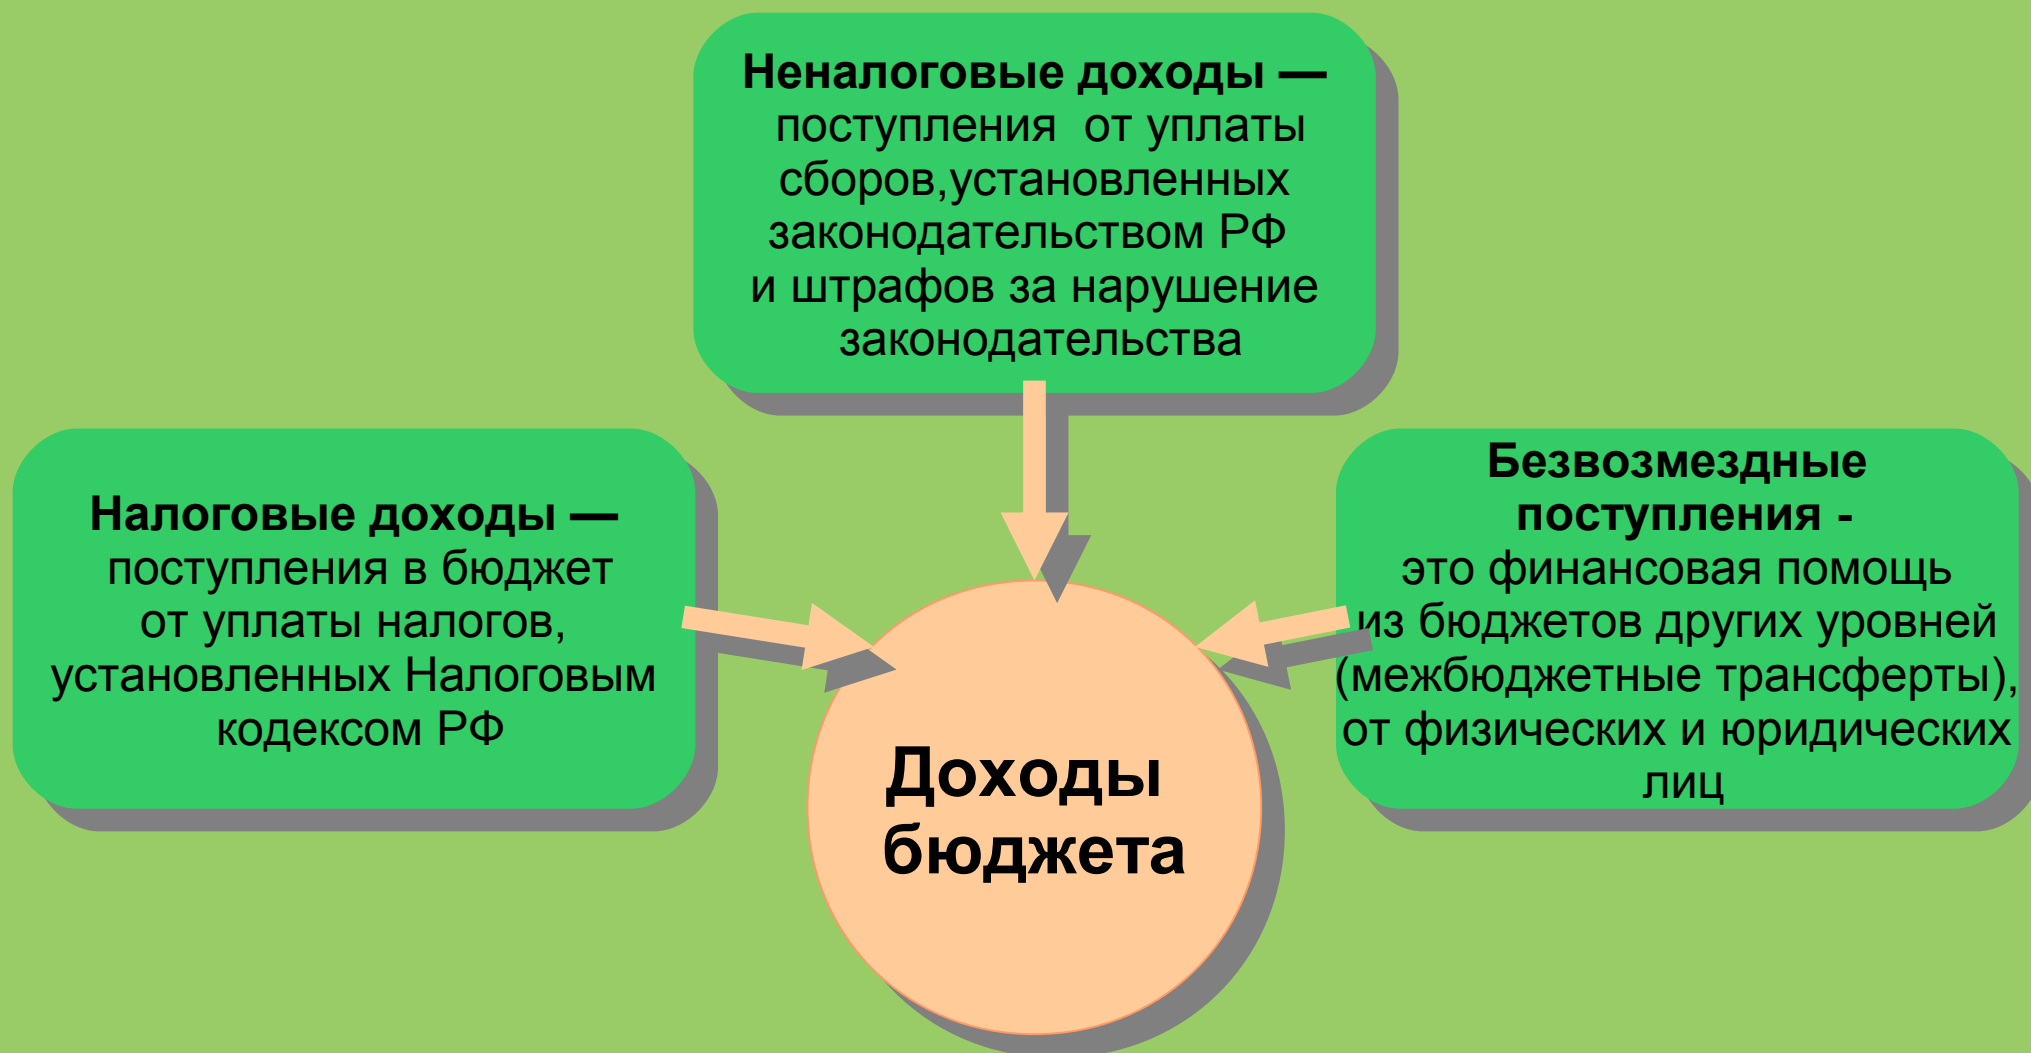 Неналоговые доходы —
поступления от уплаты
сборов,установленных
законодательством РФ
и штрафов за нарушение
законодательства
Налоговые доходы —
поступления в бюджет
от уплаты налогов,
установленных Налоговым
кодексом РФ
Безвозмездные
поступления -
это финансовая помощь
из бюджетов других уровней
(межбюджетные трансферты),
от физических и юридических
лиц
Доходы
бюджета